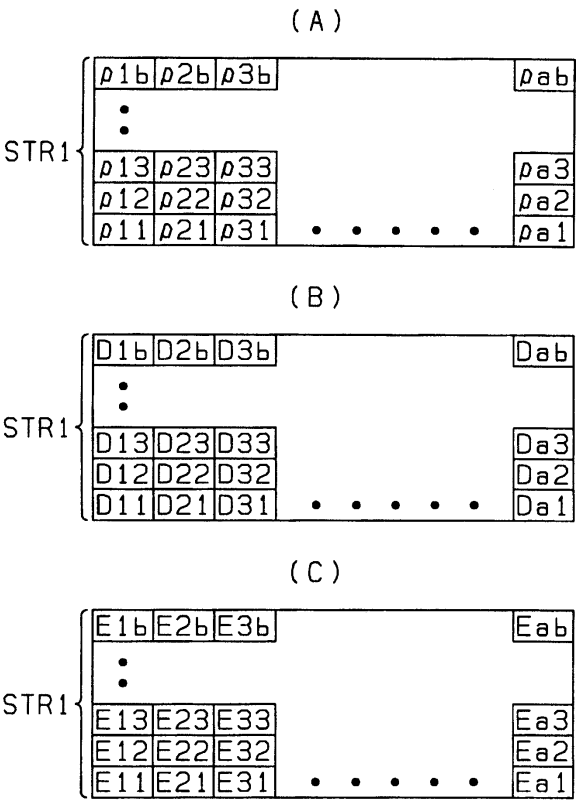 (A)
ρ1b ρ2b ρ3b ρab
STR1
ρ13 ρ23 ρ33 ρa3
ρ12 ρ22 ρ32 ρa2
ρ11 ρ21 ρ31 • • • • • ρa1
(B)
D1b D2b D3b Dab
STR1
D13 D23 D33 Da3
D12 D22 D32 Da2
D11 D21 D31 • • • • • Da1
(C)
E1b E2b E3b Eab
STR1
E13 E23 E33 Ea3
E12 E22 E32 Ea2
E11 E21 E31 • • • • • Ea1